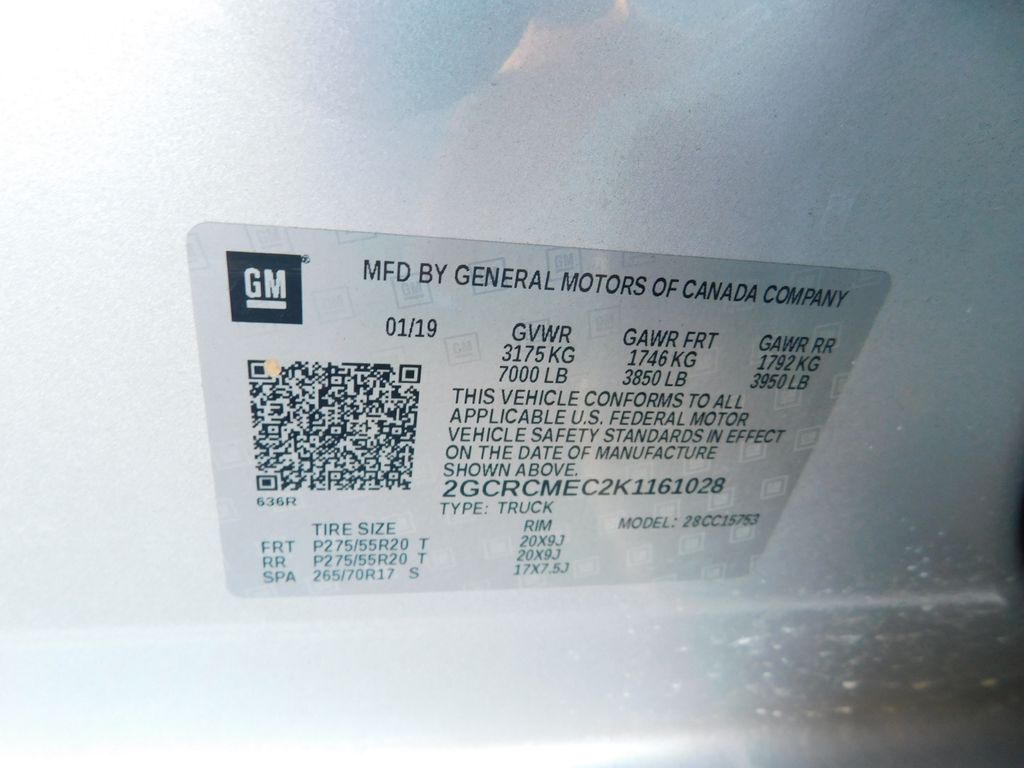 GM
MFD BY GENERAL MOTORS OF CANADA COMPANY
01/19 GVWR GAWR FRT GAWR RR
3175 KG 1746 KG 1792 KG
7000 LB 3850 LB 3950 LB
THIS VEHICLE CONFORMS TO ALL
APPLICABLE U.S. FEDERAL MOTOR
VEHICLE SAFETY STANDARDS IN EFFECT
ON THE DATE OF MANUFACTURE
SHOWN ABOVE.
2GCRCMEC2K1161028
636R
TYPE: TRUCK
TIRE SIZE RIM MODEL: 28CC15753
FRT P275/55R20 T 20X9J
RR P275/55R20 T 20X9J
SPA 265/70R17 S 17X7.5J